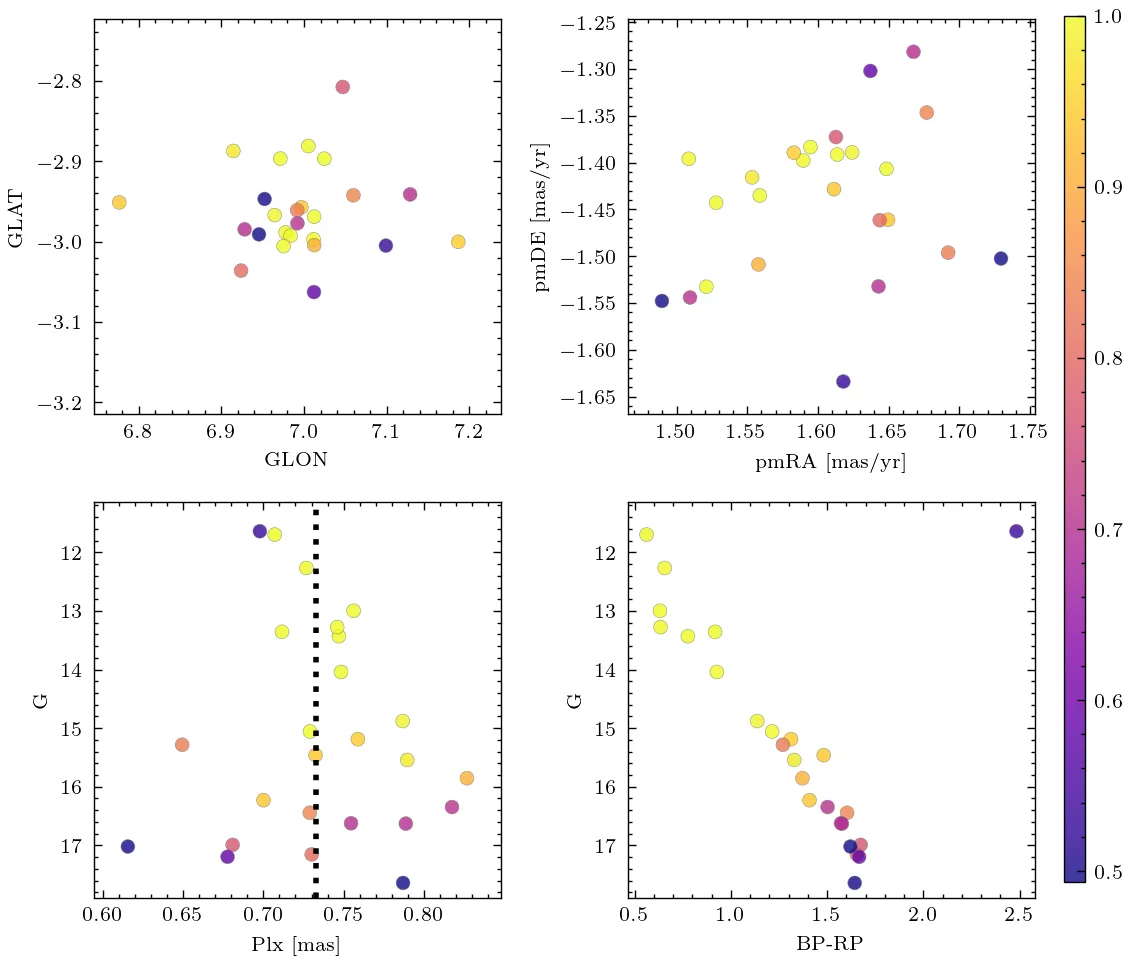 −2.8
−2.9
−3.0
−3.1
−3.2
GLAT
6.8 6.9 7.0 7.1 7.2
GLON
−1.25
−1.30
−1.35
−1.40
−1.45
−1.50
−1.55
−1.60
−1.65
pmDE [mas/yr]
1.50 1.55 1.60 1.65 1.70 1.75
pmRA [mas/yr]
12
13
14
15
16
17
G
0.60 0.65 0.70 0.75 0.80
Plx [mas]
12
13
14
15
16
17
G
0.5 1.0 1.5 2.0 2.5
BP-RP
1.0
0.9
0.8
0.7
0.6
0.5